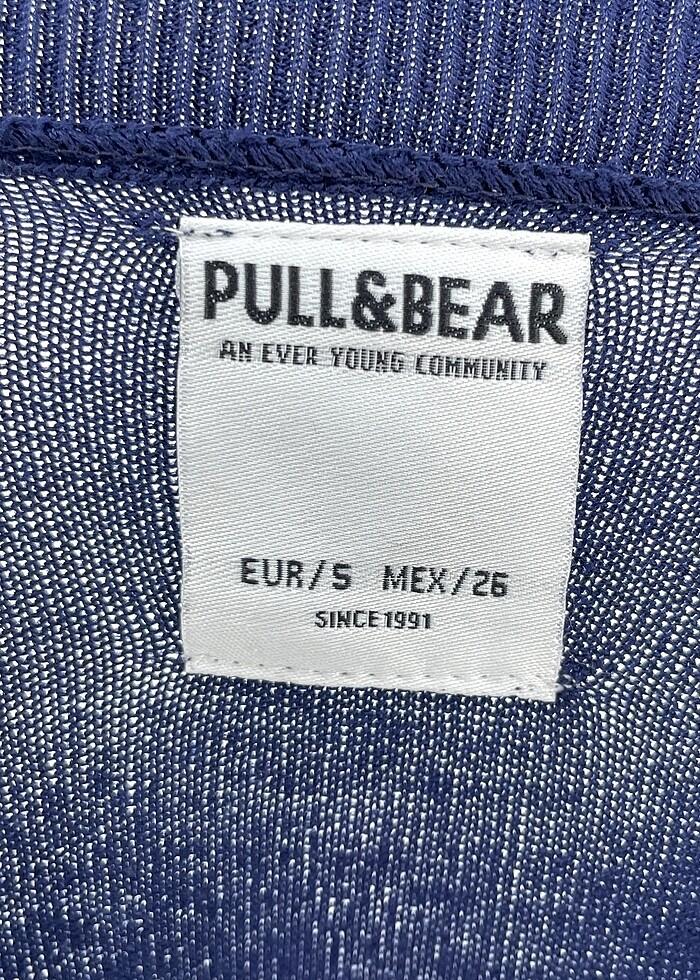 PULL&BEAR
AN EVER YOUNG COMMUNITY
EUR/S MEX/26
SINCE1991